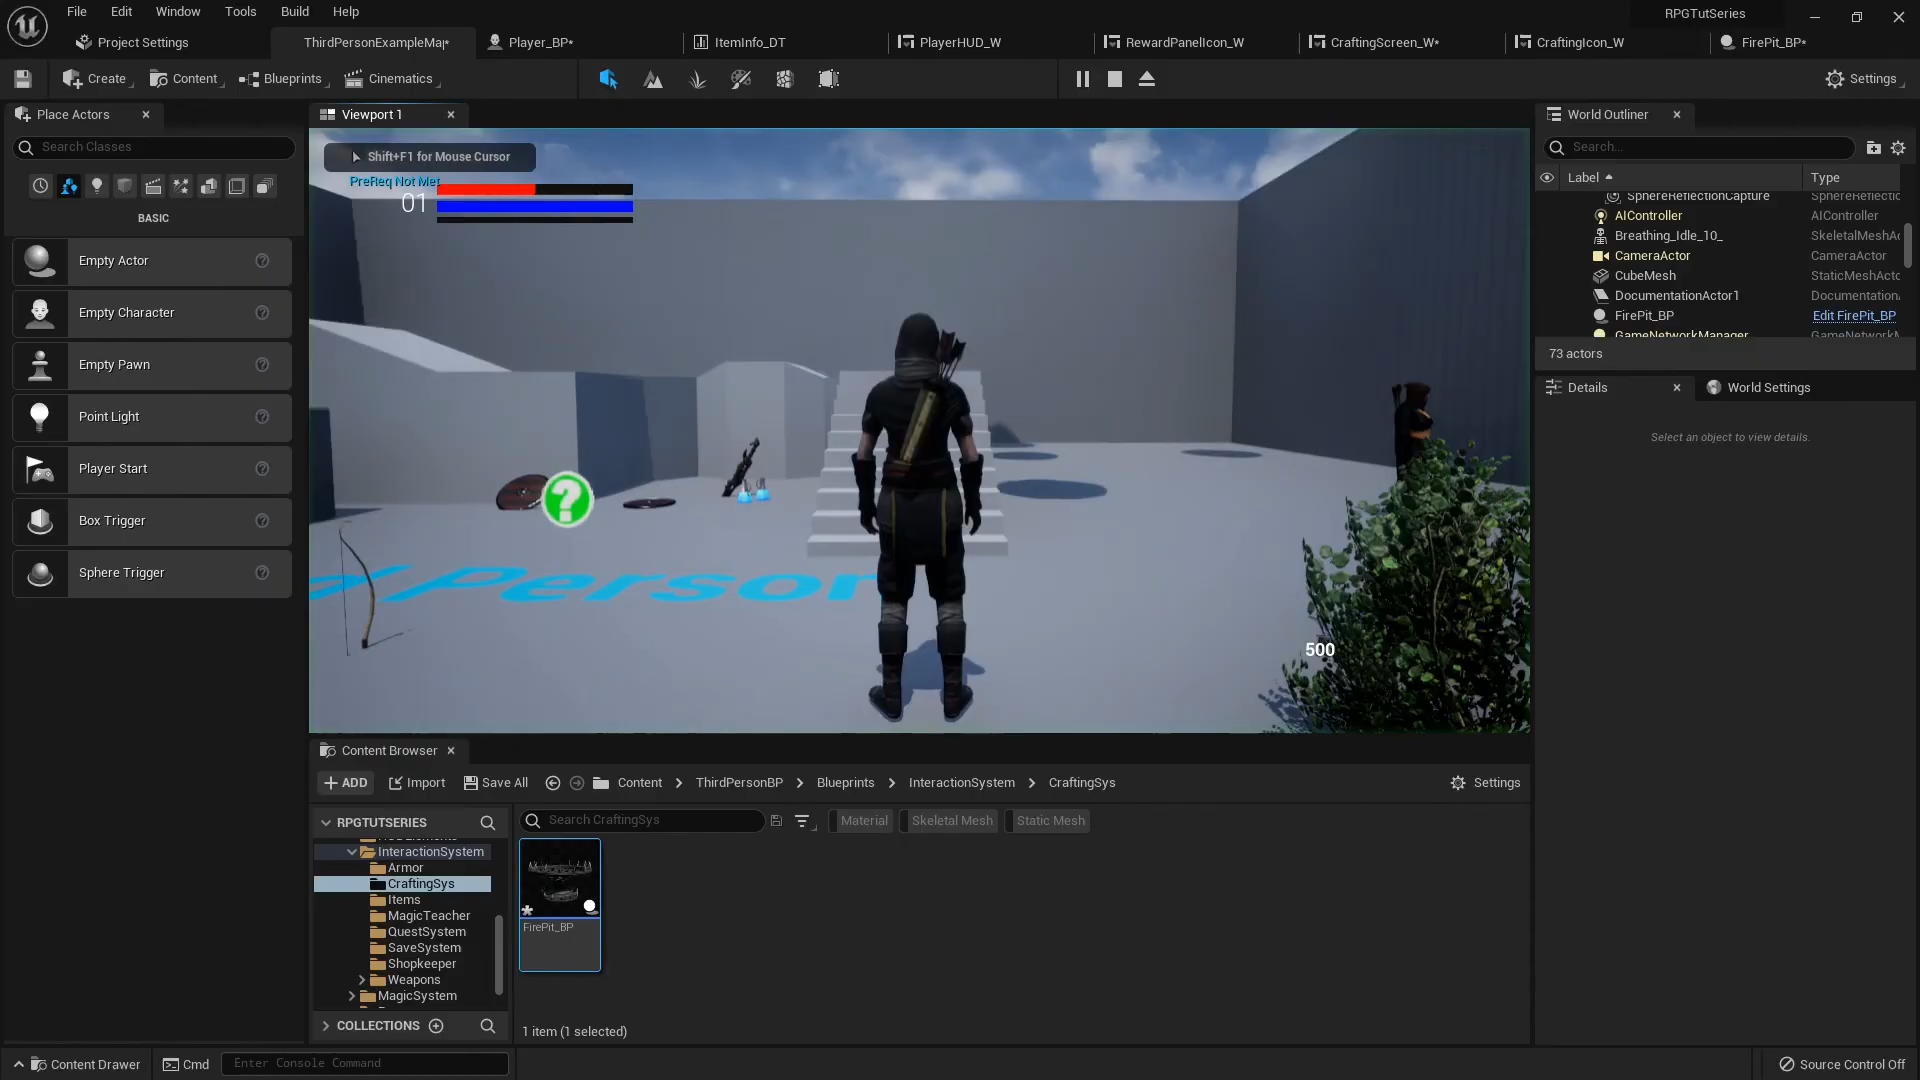 File Edit Window Tools Build Help
RPGTutSeries
Project Settings
ThirdPersonExampleMap*
Player_BP*
ItemInfo_DT
PlayerHUD_W
RewardPanelIcon_W
CraftingScreen_W*
CraftingIcon_W
FirePit_BP*
Create
Content
Blueprints
Cinematics
Settings
Place Actors
Search Classes
BASIC
Empty Actor
Empty Character
Empty Pawn
Point Light
Player Start
Box Trigger
Sphere Trigger
Viewport 1
Shift+F1 for Mouse Cursor
PreReq Not Met
01
?
Person
500
World Outliner
Search...
Label
Type
SphereReflectionCapture SphereReflectio
AIController AIController
Breathing_Idle_10_ SkeletalMeshAc
CameraActor CameraActor
CubeMesh StaticMeshActo
DocumentationActor1 Documentation
FirePit_BP Edit FirePit_BP
GameNetworkManager GameNetworkM
73 actors
Details
World Settings
Select an object to view details.
Content Browser
ADD
Import
Save All
Content > ThirdPersonBP > Blueprints > InteractionSystem > CraftingSys
Settings
RPGTUTSERIES
Search CraftingSys
Material
Skeletal Mesh
Static Mesh
InteractionSystem
Armor
CraftingSys
Items
MagicTeacher
QuestSystem
SaveSystem
Shopkeeper
Weapons
MagicSystem
COLLECTIONS
FirePit_BP
1 item (1 selected)
Content Drawer
Cmd
Enter Console Command
Source Control Off